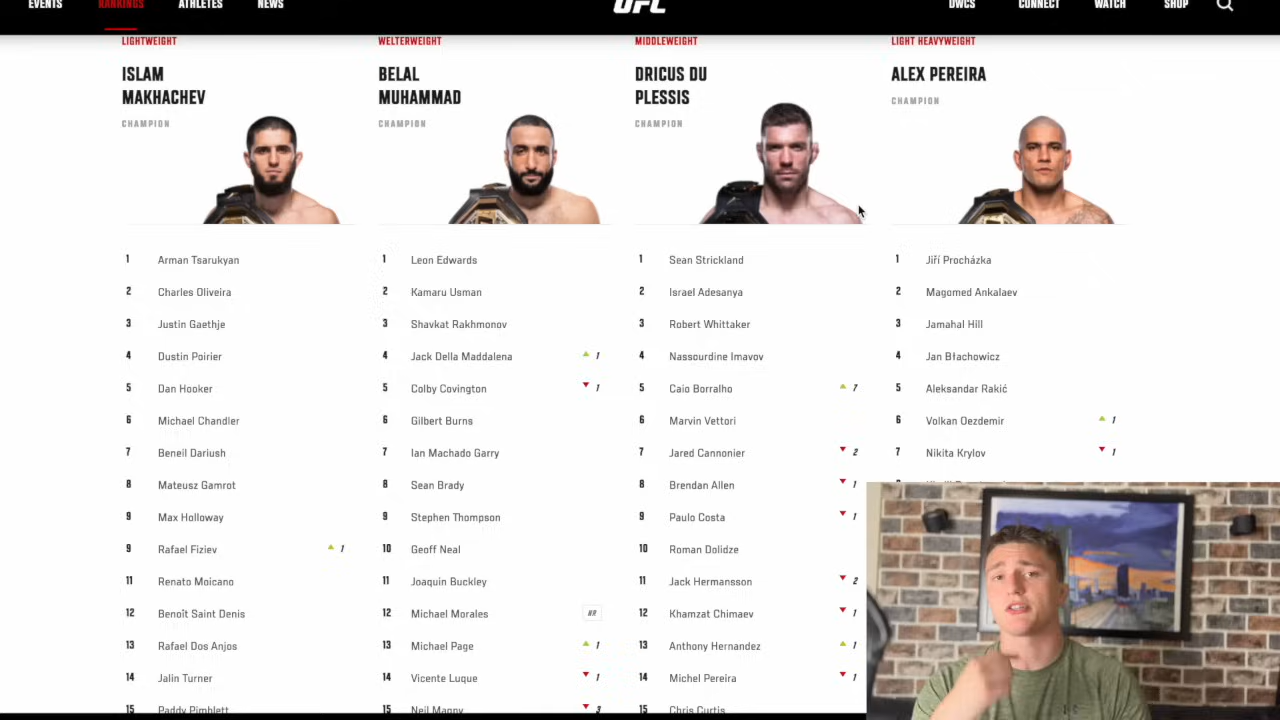 EVENTS RANKINGS ATHLETES NEWS UFC DWCS CONNECT WATCH SHOP
LIGHTWEIGHT
ISLAM
MAKHACHEV
CHAMPION
1 Arman Tsarukyan
2 Charles Oliveira
3 Justin Gaethje
4 Dustin Poirier
5 Dan Hooker
6 Michael Chandler
7 Beneil Dariush
8 Mateusz Gamrot
9 Max Holloway
9 Rafael Fiziev 1
11 Renato Moicano
12 Benoît Saint Denis
13 Rafael Dos Anjos
14 Jalin Turner
15 Paddy Pimblett
WELTERWEIGHT
BELAL
MUHAMMAD
CHAMPION
1 Leon Edwards
2 Kamaru Usman
3 Shavkat Rakhmonov
4 Jack Della Maddalena 1
5 Colby Covington 1
6 Gilbert Burns
7 Ian Machado Garry
8 Sean Brady
9 Stephen Thompson
10 Geoff Neal
11 Joaquin Buckley
12 Michael Morales NR
13 Michael Page 1
14 Vicente Luque 1
15 Neil Magny 3
MIDDLEWEIGHT
DRICUS DU
PLESSIS
CHAMPION
1 Sean Strickland
2 Israel Adesanya
3 Robert Whittaker
4 Nassourdine Imavov
5 Caio Borralho 7
6 Marvin Vettori
7 Jared Cannonier 2
8 Brendan Allen 1
9 Paulo Costa 1
10 Roman Dolidze
11 Jack Hermansson 2
12 Khamzat Chimaev 1
13 Anthony Hernandez 1
14 Michel Pereira 1
15 Chris Curtis
LIGHT HEAVYWEIGHT
ALEX PEREIRA
CHAMPION
1 Jiří Procházka
2 Magomed Ankalaev
3 Jamahal Hill
4 Jan Błachowicz
5 Aleksandar Rakić
6 Volkan Oezdemir 1
7 Nikita Krylov 1